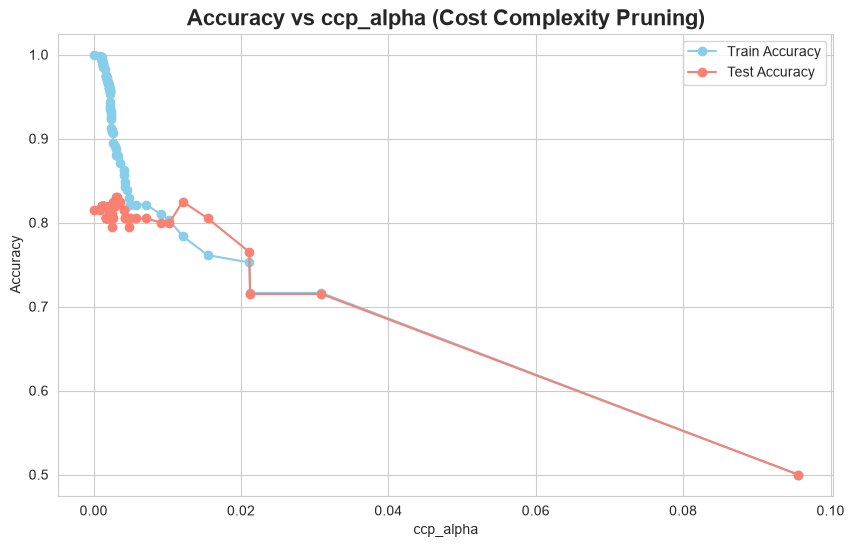 Accuracy vs ccp_alpha (Cost Complexity Pruning)
Train Accuracy
Test Accuracy
Accuracy
1.0
0.9
0.8
0.7
0.6
0.5
0.00 0.02 0.04 0.06 0.08 0.10
ccp_alpha